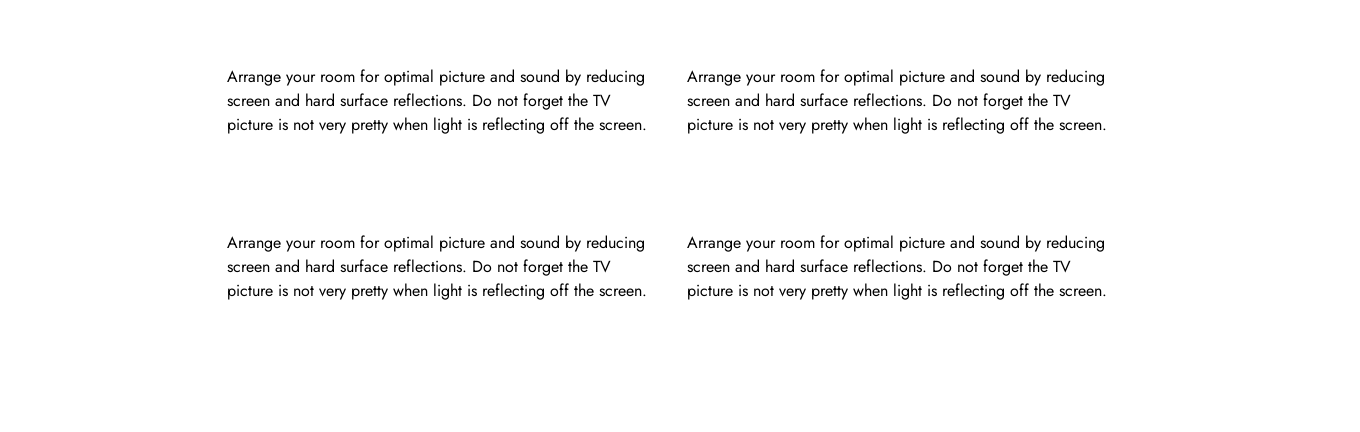 Arrange your room for optimal picture and sound by reducing
screen and hard surface reflections. Do not forget the TV
picture is not very pretty when light is reflecting off the screen.
Arrange your room for optimal picture and sound by reducing
screen and hard surface reflections. Do not forget the TV
picture is not very pretty when light is reflecting off the screen.
Arrange your room for optimal picture and sound by reducing
screen and hard surface reflections. Do not forget the TV
picture is not very pretty when light is reflecting off the screen.
Arrange your room for optimal picture and sound by reducing
screen and hard surface reflections. Do not forget the TV
picture is not very pretty when light is reflecting off the screen.